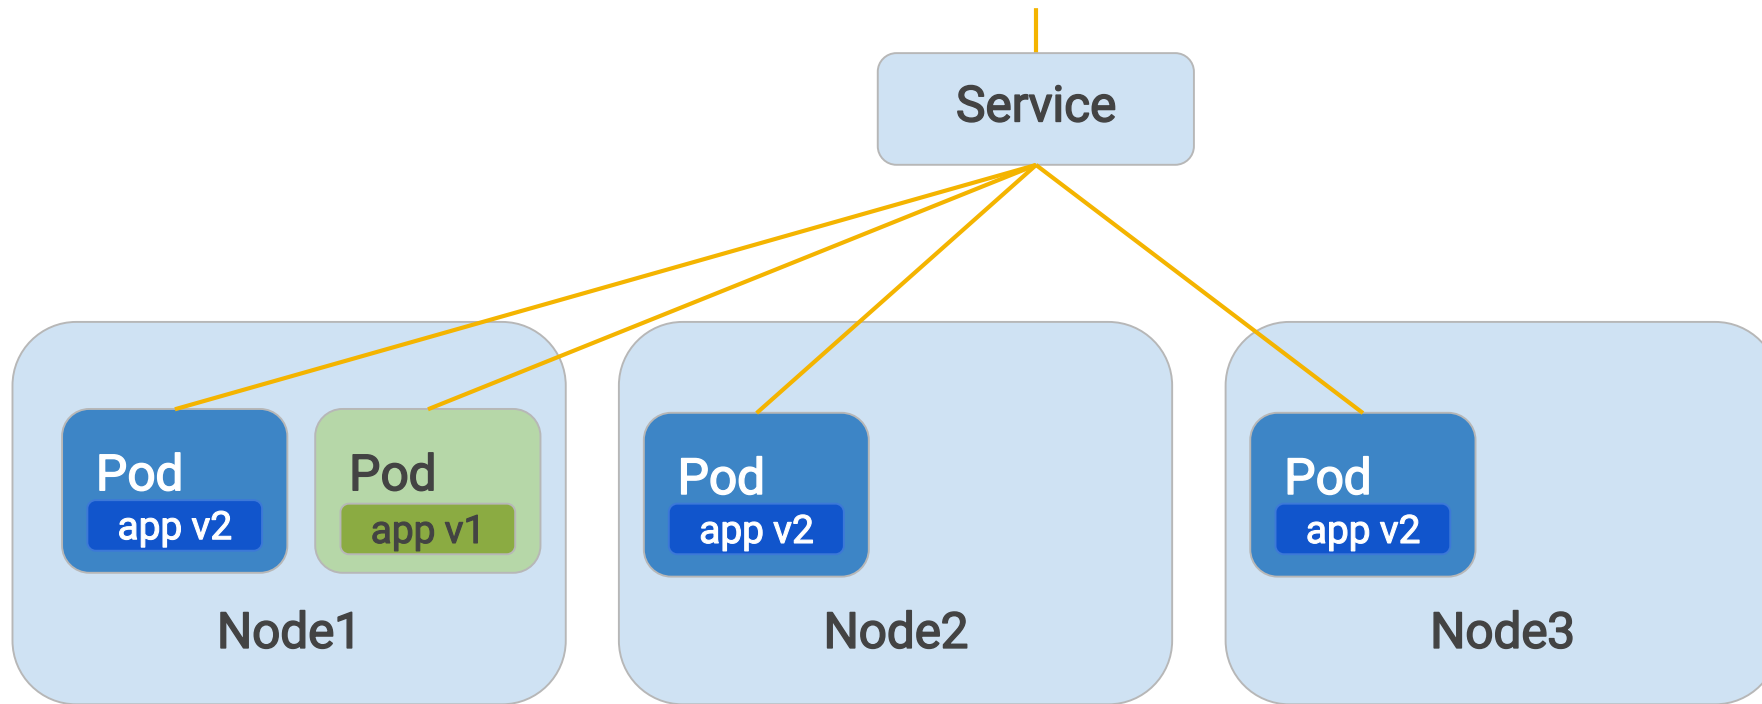 Service
Pod
app v2
Pod
app v1
Node1
Pod
app v2
Node2
Pod
app v2
Node3